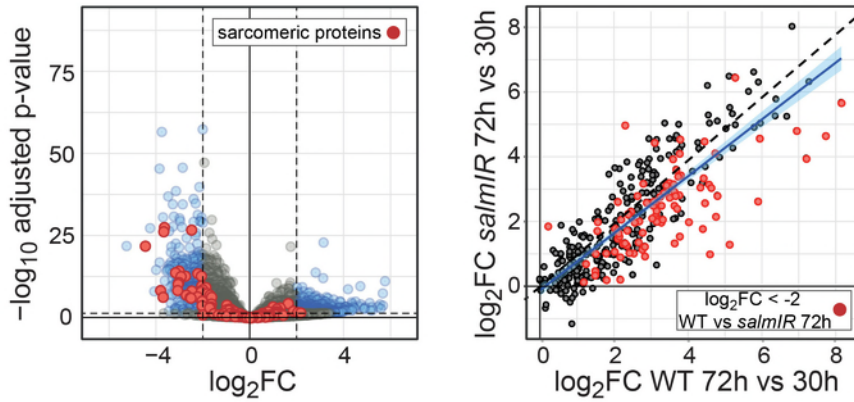 sarcomeric proteins
75
50
25
0
−4
0
4
−log10 adjusted p-value
log2FC
8
6
4
2
0
0
2
4
6
8
log2FC salmIR 72h vs 30h
log2FC < -2
WT vs salmIR 72h
log2FC WT 72h vs 30h